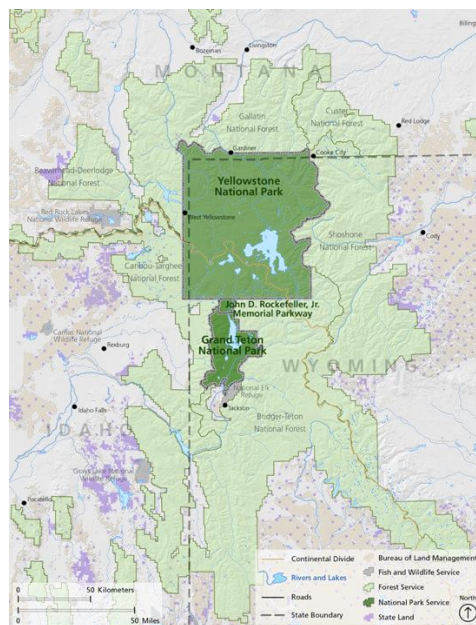 Bozeman
Livingston
Billing
MONTANA
Gallatin
National Forest
Custer
National Forest
Red Lodge
Gardiner
Cooke City
Beaverhead-Deerlodge
National Forest
Yellowstone
National Park
Red Rock Lakes
National Wildlife Refuge
West Yellowstone
Shoshone
National Forest
Cody
Caribou-Targhee
National Forest
John D. Rockefeller, Jr.
Memorial Parkway
Camas National
Wildlife Refuge
Rexburg
Grand Teton
National Park
WYOMING
National Elk
Refuge
Jackson
Idaho Falls
Bridger-Teton
National Forest
IDAHO
Grays Lake National
Wildlife Refuge
Pocatello
0 50 Kilometers
0 50 Miles
Continental Divide
Rivers and Lakes
Roads
State Boundary
Bureau of Land Management
Fish and Wildlife Service
Forest Service
National Park Service
State Land
North